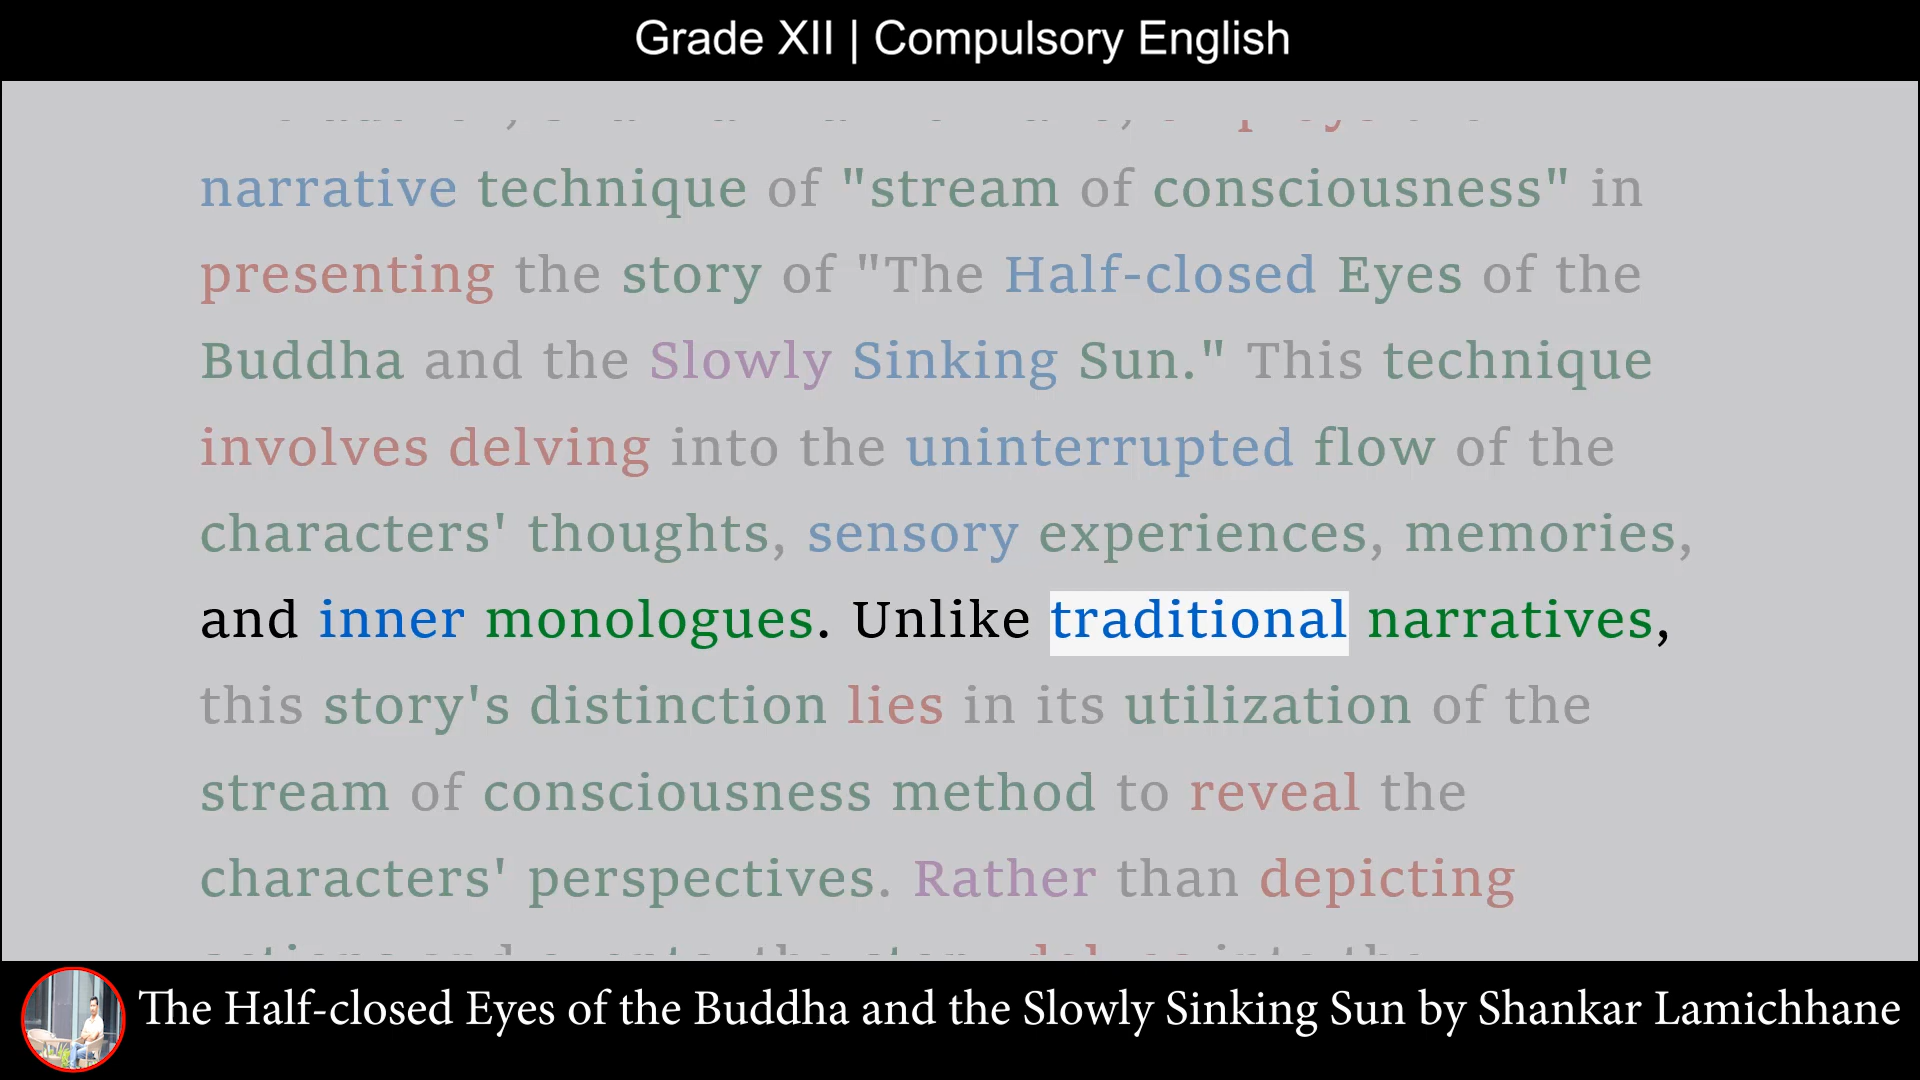 Grade XII | Compulsory English
narrative technique of "stream of consciousness" in
presenting the story of "The Half-closed Eyes of the
Buddha and the Slowly Sinking Sun." This technique
involves delving into the uninterrupted flow of the
characters' thoughts, sensory experiences, memories,
and inner monologues. Unlike traditional narratives,
this story's distinction lies in its utilization of the
stream of consciousness method to reveal the
characters' perspectives. Rather than depicting
The Half-closed Eyes of the Buddha and the Slowly Sinking Sun by Shankar Lamichhane